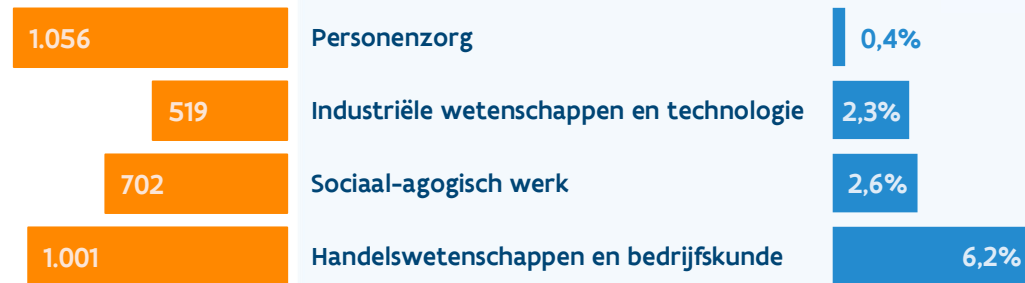 1.056 Personenzorg 0,4%
519 Industriële wetenschappen en technologie 2,3%
702 Sociaal-agogisch werk 2,6%
1.001 Handelswetenschappen en bedrijfskunde 6,2%